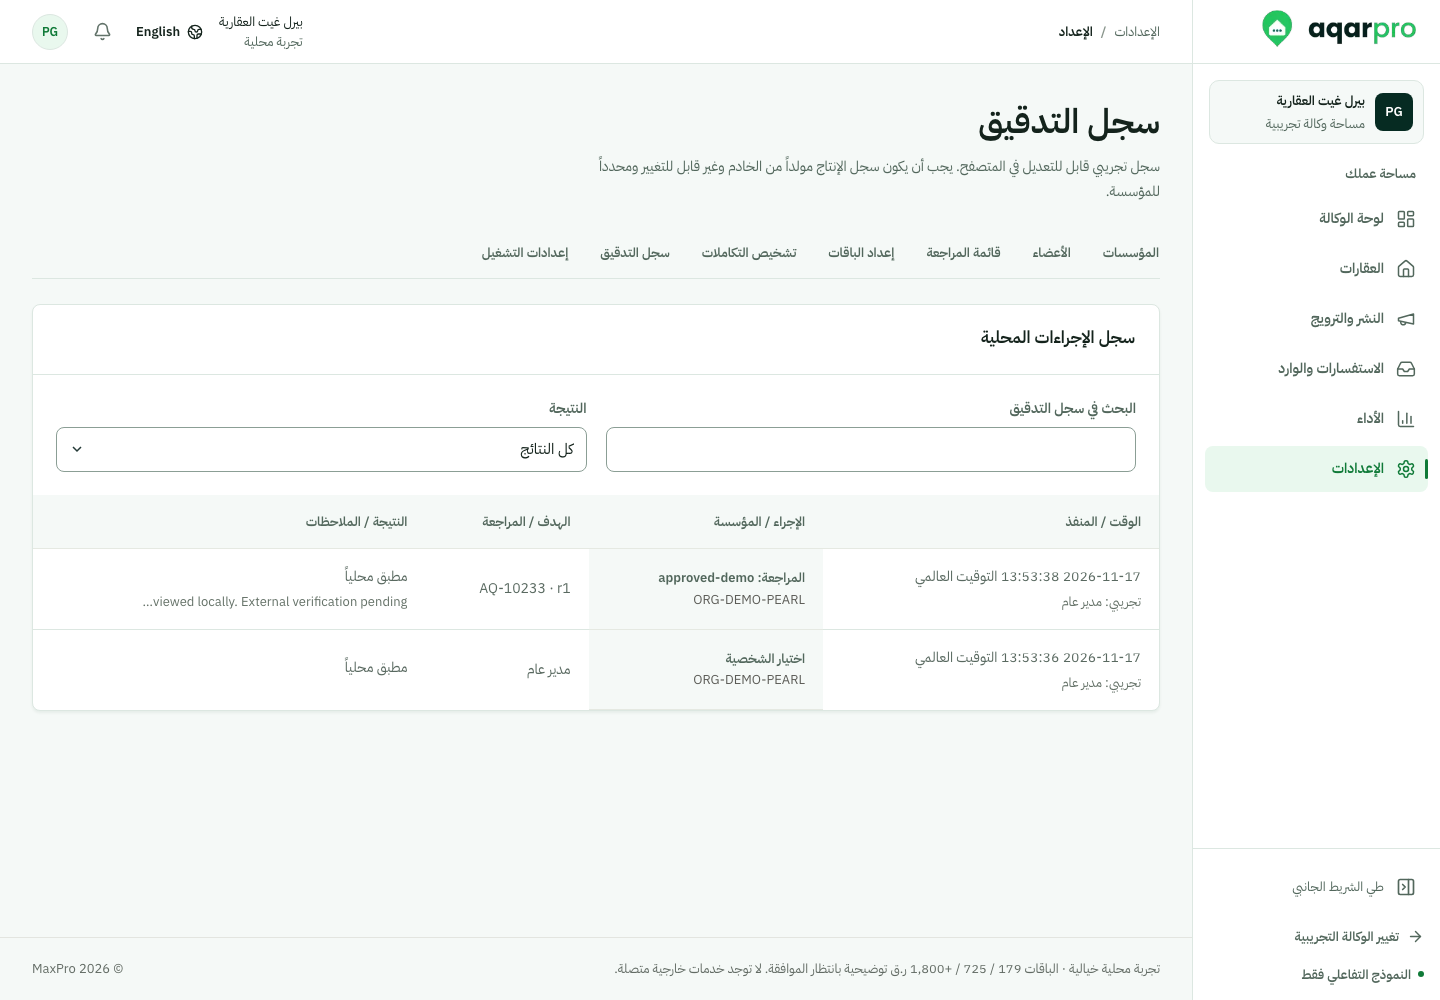 aqarpro
PG
بيرل غيت العقارية
مساحة وكالة تجريبية
مساحة عملك
لوحة الوكالة
العقارات
النشر والترويج
الاستفسارات والوارد
الأداء
الإعدادات
طي الشريط الجانبي
تغيير الوكالة التجريبية
النموذج التفاعلي فقط
الإعدادات / الإعداد
بيرل غيت العقارية
تجربة محلية
English
PG
سجل التدقيق
سجل تجريبي قابل للتعديل في المتصفح. يجب أن يكون سجل الإنتاج مولداً من الخادم وغير قابل للتغيير ومحدداً
للمؤسسة.
المؤسسات الأعضاء قائمة المراجعة إعداد الباقات تشخيص التكاملات سجل التدقيق إعدادات التشغيل
سجل الإجراءات المحلية
البحث في سجل التدقيق
النتيجة
كل النتائج
الوقت / المنفذ الإجراء / المؤسسة الهدف / المراجعة النتيجة / الملاحظات
2026-11-17 13:53:38 التوقيت العالمي
تجريبي: مدير عام
المراجعة: approved-demo
ORG-DEMO-PEARL
AQ-10233 · r1
مطبق محلياً
...viewed locally. External verification pending
2026-11-17 13:53:36 التوقيت العالمي
تجريبي: مدير عام
اختيار الشخصية
ORG-DEMO-PEARL
مدير عام
مطبق محلياً
تجربة محلية خيالية · الباقات 179 / 725 / +1,800 ر.ق توضيحية بانتظار الموافقة. لا توجد خدمات خارجية متصلة.
© 2026 MaxPro